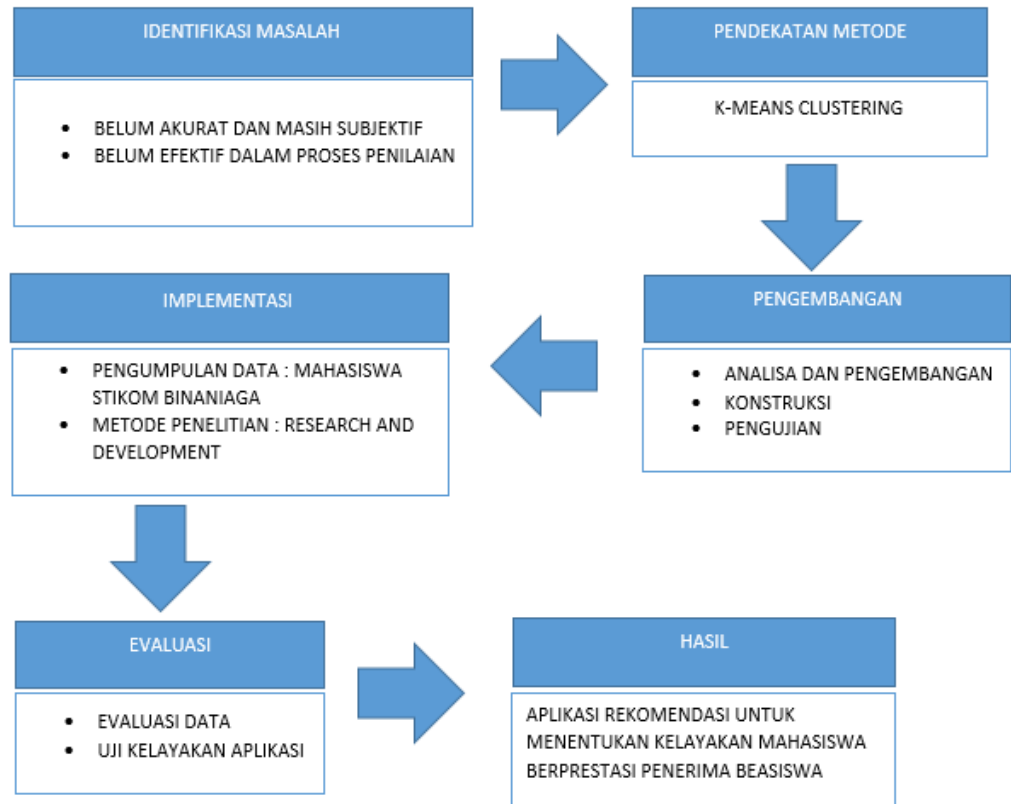 IDENTIFIKASI MASALAH
• BELUM AKURAT DAN MASIH SUBJEKTIF
• BELUM EFEKTIF DALAM PROSES PENILAIAN
PENDEKATAN METODE
K-MEANS CLUSTERING
PENGEMBANGAN
• ANALISA DAN PENGEMBANGAN
• KONSTRUKSI
• PENGUJIAN
IMPLEMENTASI
• PENGUMPULAN DATA : MAHASISWA
STIKOM BINANIAGA
• METODE PENELITIAN : RESEARCH AND
DEVELOPMENT
EVALUASI
• EVALUASI DATA
• UJI KELAYAKAN APLIKASI
HASIL
APLIKASI REKOMENDASI UNTUK
MENENTUKAN KELAYAKAN MAHASISWA
BERPRESTASI PENERIMA BEASISWA